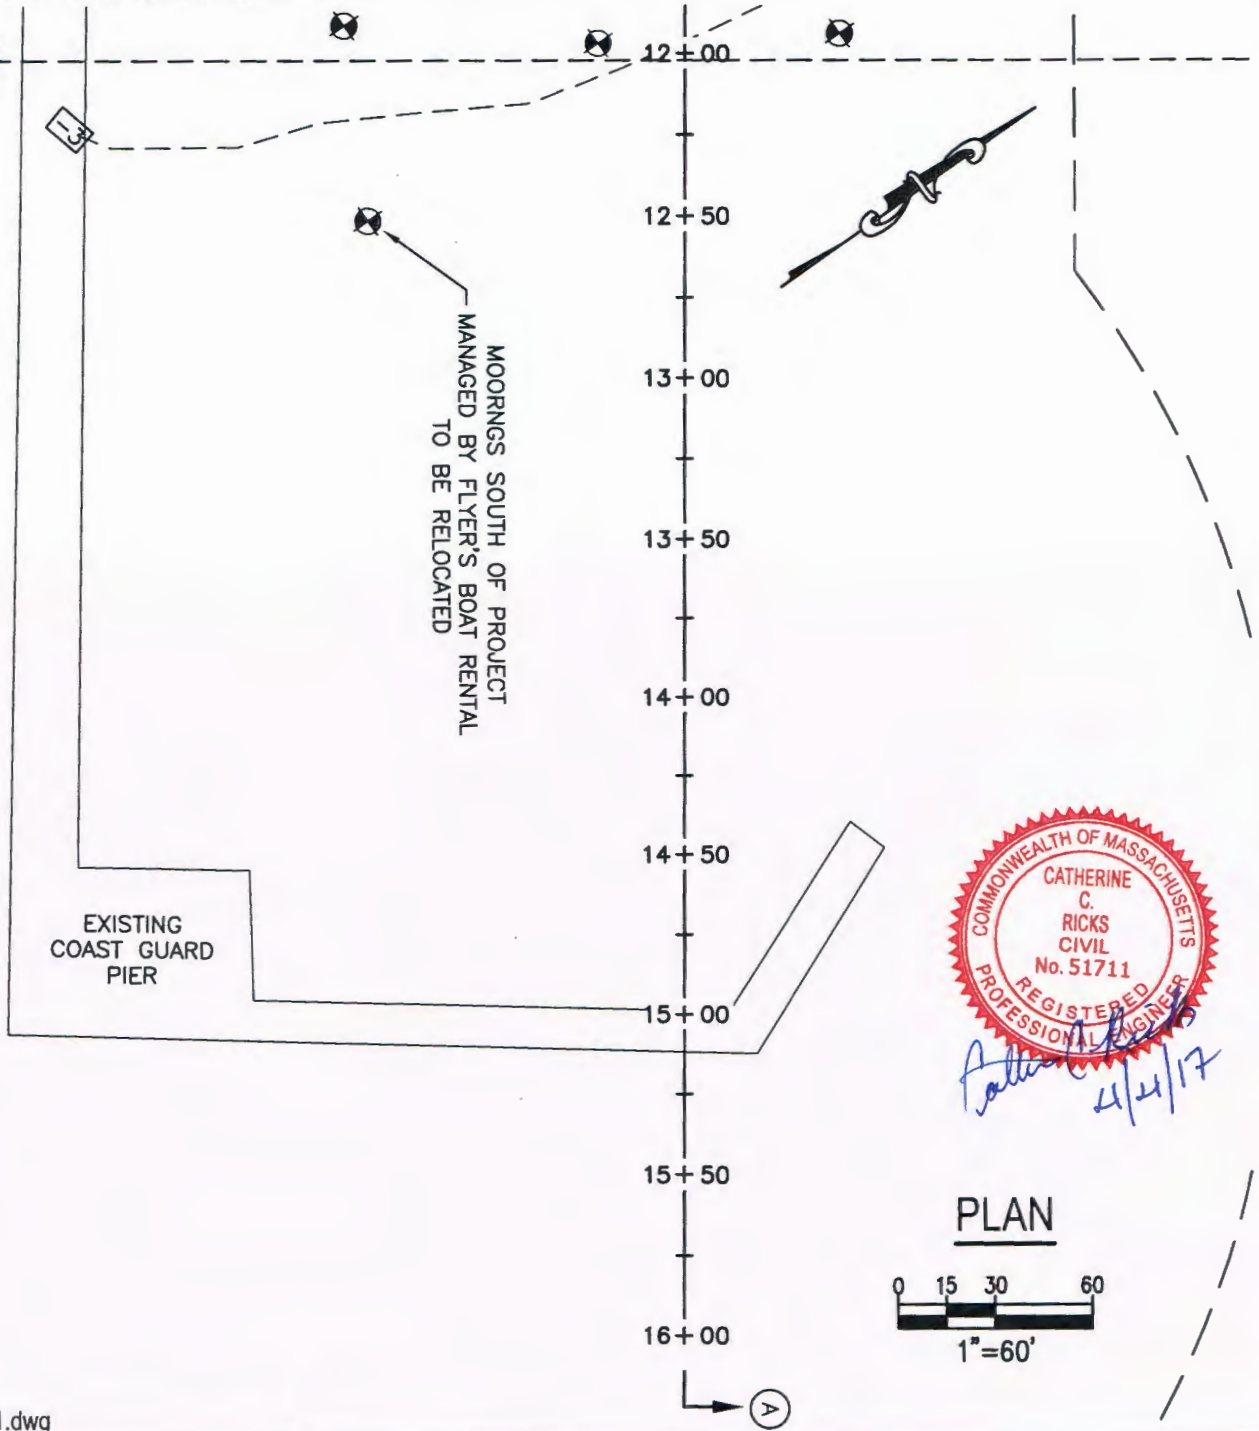 12+00
-3
12+50
MOORNGS SOUTH OF PROJECT
MANAGED BY FLYER'S BOAT RENTAL
TO BE RELOCATED
13+00
13+50
14+00
14+50
EXISTING
COAST GUARD
PIER
15+00
COMMONWEALTH OF MASSACHUSETTS
CATHERINE
C.
RICKS
CIVIL
No. 51711
REGISTERED
PROFESSIONAL ENGINEER
4/4/17
15+50
PLAN
0 15 30 60
1"=60'
16+00
A